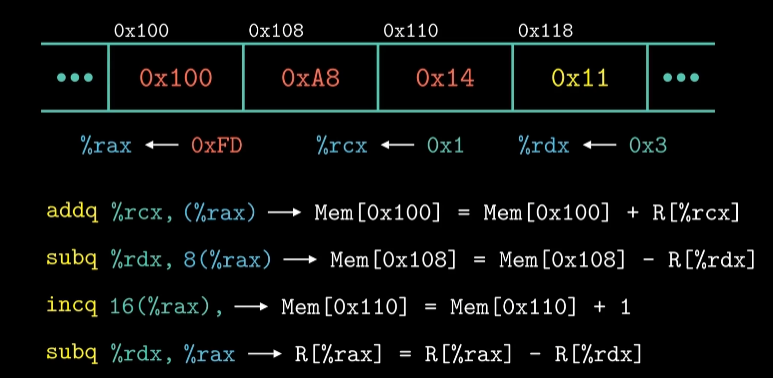 0x100 0x108 0x110 0x118
••• 0x100 0xA8 0x14 0x11 •••
%rax ⟵ 0xFD %rcx ⟵ 0x1 %rdx ⟵ 0x3
addq %rcx, (%rax) ⟶ Mem[0x100] = Mem[0x100] + R[%rcx]
subq %rdx, 8(%rax) ⟶ Mem[0x108] = Mem[0x108] - R[%rdx]
incq 16(%rax), ⟶ Mem[0x110] = Mem[0x110] + 1
subq %rdx, %rax ⟶ R[%rax] = R[%rax] - R[%rdx]